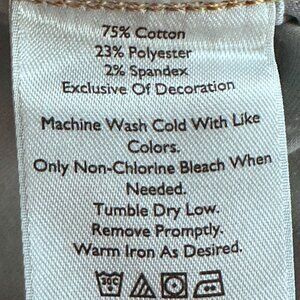 75% Cotton
23% Polyester
2% Spandex
Exclusive Of Decoration
Machine Wash Cold With Like
Colors.
Only Non-Chlorine Bleach When
Needed.
Tumble Dry Low.
Remove Promptly.
Warm Iron As Desired.
30C